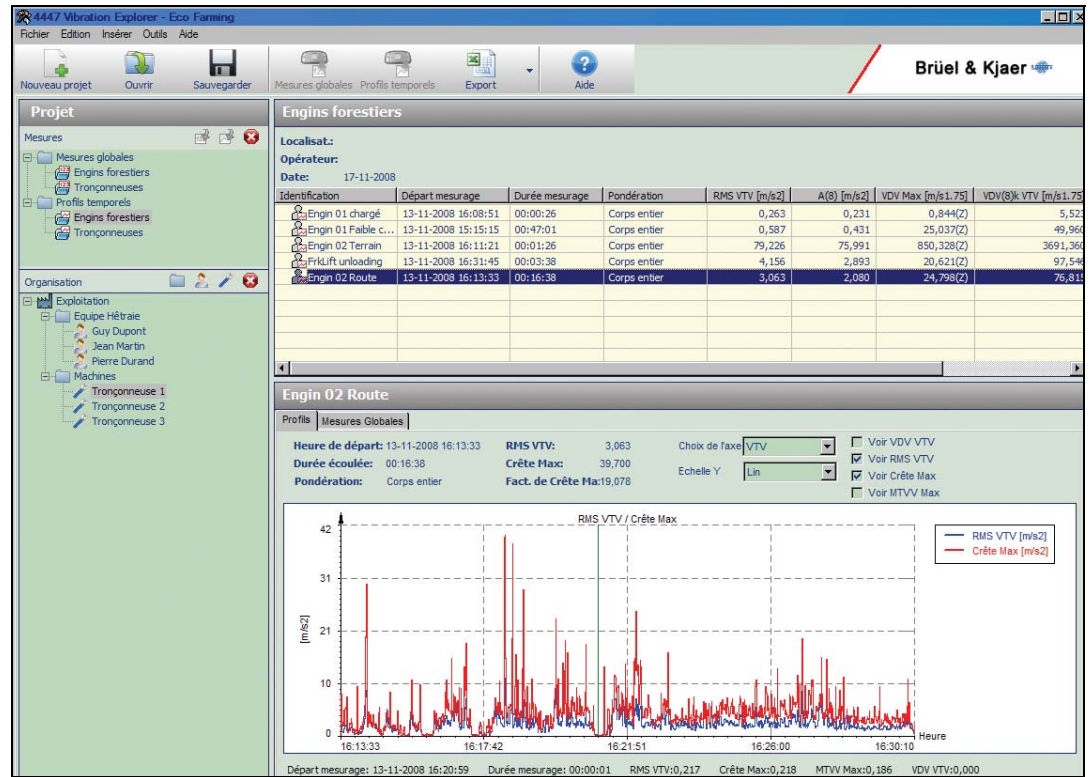 4447 Vibration Explorer - Eco Farming
Fichier Edition Insérer Outils Aide
Nouveau projet Ouvrir Sauvegarder Mesures globales Profils temporels Export Aide
Brüel & Kjaer
Projet
Mesures
Mesures globales
Engins forestiers
Tronçonneuses
Profils temporels
Engins forestiers
Tronçonneuses
Organisation
Exploitation
Equipe Hêtraie
Guy Dupont
Jean Martin
Pierre Durand
Machines
Tronçonneuse 1
Tronçonneuse 2
Tronçonneuse 3
Engins forestiers
Localisat.:
Opérateur:
Date: 17-11-2008
Identification Départ mesurage Durée mesurage Pondération RMS VTV [m/s2] A(8) [m/s2] VDV Max [m/s1.75] VDV(8)k VTV [m/s1.75]
Engin 01 chargé 13-11-2008 16:08:51 00:00:26 Corps entier 0,263 0,231 0,844(Z) 5,523
Engin 01 Faible c... 13-11-2008 15:15:15 00:47:01 Corps entier 0,587 0,431 25,037(Z) 49,960
Engin 02 Terrain 13-11-2008 16:11:21 00:01:26 Corps entier 79,226 75,991 850,328(Z) 3691,360
FrkLift unloading 13-11-2008 16:31:45 00:03:38 Corps entier 4,156 2,893 20,621(Z) 97,546
Engin 02 Route 13-11-2008 16:13:33 00:16:38 Corps entier 3,063 2,080 24,798(Z) 76,815
Engin 02 Route
Profils Mesures Globales
Heure de départ: 13-11-2008 16:13:33 RMS VTV: 3,063 Choix de l'axe VTV Voir VDV VTV
Durée écoulée: 00:16:38 Crête Max: 39,700 Voir RMS VTV
Pondération: Corps entier Fact. de Crête Ma: 19,078 Echelle Y Lin Voir Crête Max
Voir MTVV Max
RMS VTV / Crête Max
RMS VTV [m/s2]
Crête Max [m/s2]
[m/s2]
42
31
21
10
0
16:13:33 16:17:42 16:21:51 16:26:00 16:30:10
Heure
Départ mesurage: 13-11-2008 16:20:59 Durée mesurage: 00:00:01 RMS VTV:0,217 Crête Max:0,218 MTVV Max:0,186 VDV VTV:0,000